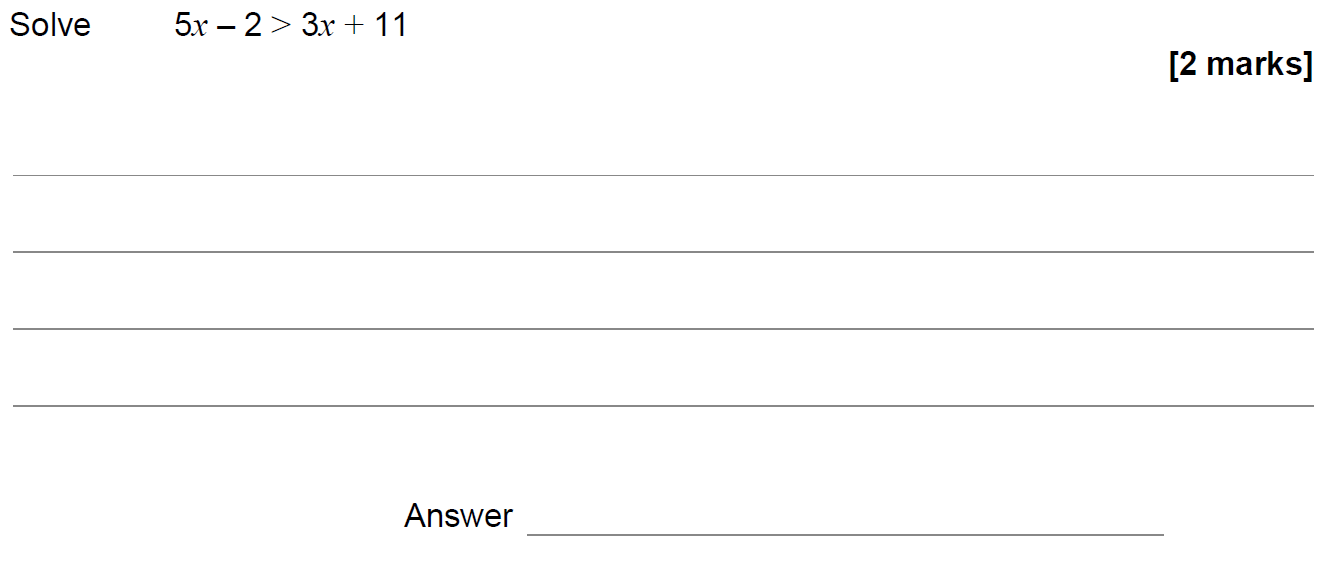 Solve 5x – 2 > 3x + 11
[2 marks]
Answer